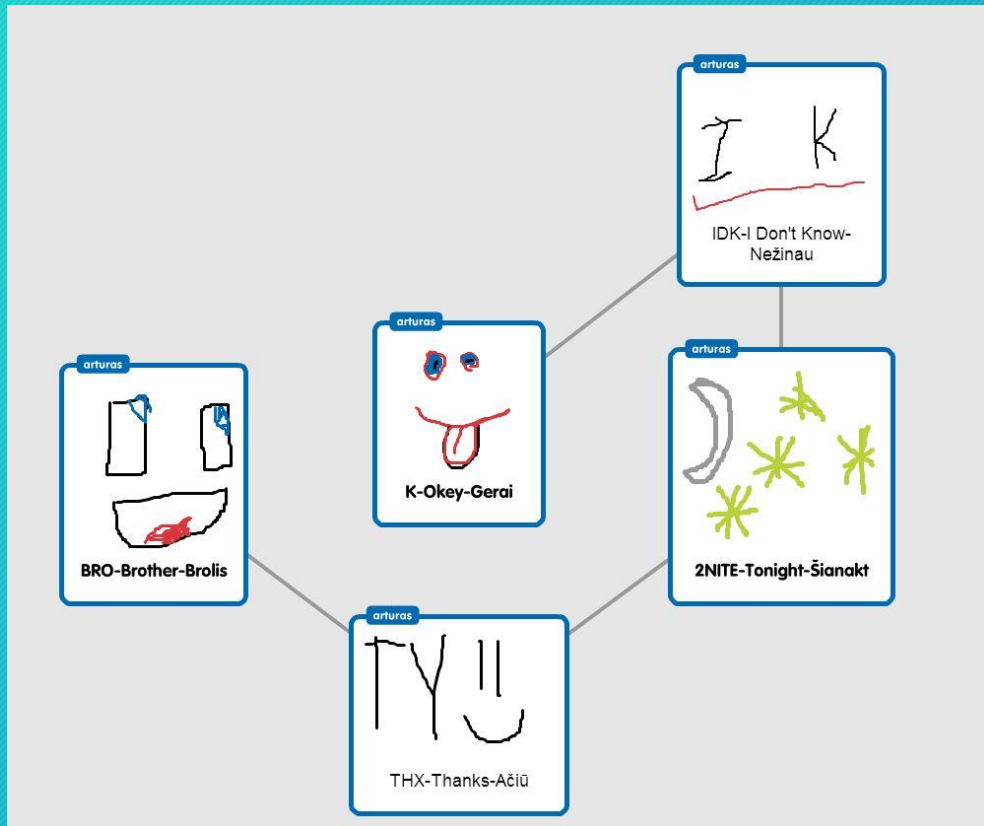 arturas
I K
IDK-I Don't Know-
Nežinau
arturas
K-Okey-Gerai
arturas
2NITE-Tonight-Šianakt
arturas
BRO-Brother-Brolis
arturas
TY
THX-Thanks-Ačiū